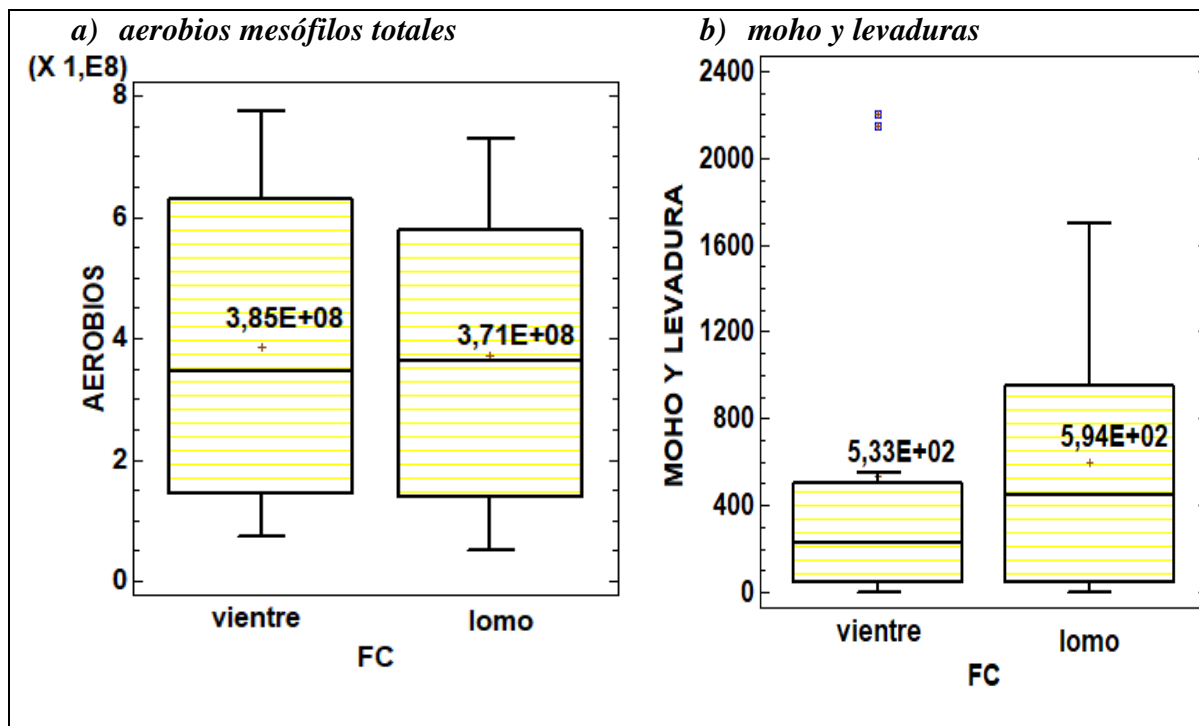 a) aerobios mesófilos totales
(X 1,E8)
8
6
4
2
0
AEROBIOS
3,85E+08
3,71E+08
vientre
lomo
FC
b) moho y levaduras
2400
2000
1600
1200
800
400
0
MOHO Y LEVADURA
5,33E+02
5,94E+02
vientre
lomo
FC